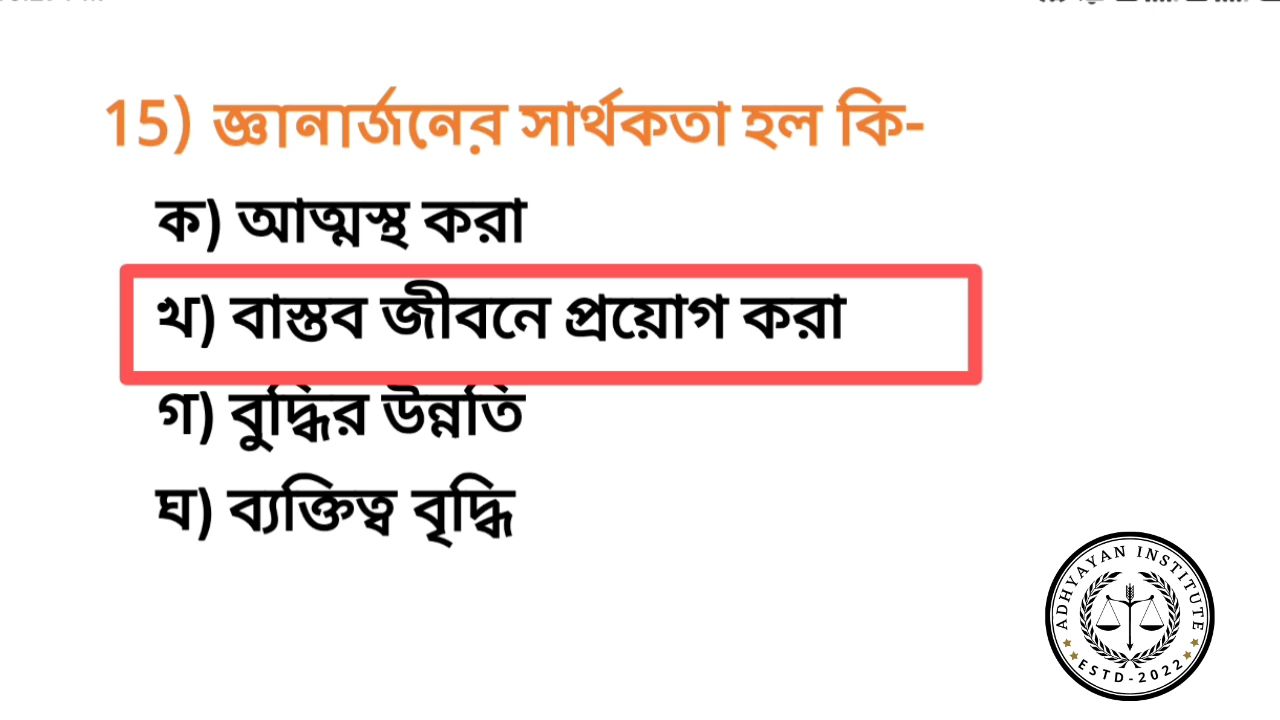 15) জ্ঞানার্জনের সার্থকতা হল কি-
ক) আত্মস্থ করা
খ) বাস্তব জীবনে প্রয়োগ করা
গ) বুদ্ধির উন্নতি
ঘ) ব্যক্তিত্ব বৃদ্ধি
ADHYAYAN INSTITUTE
ESTD-2022